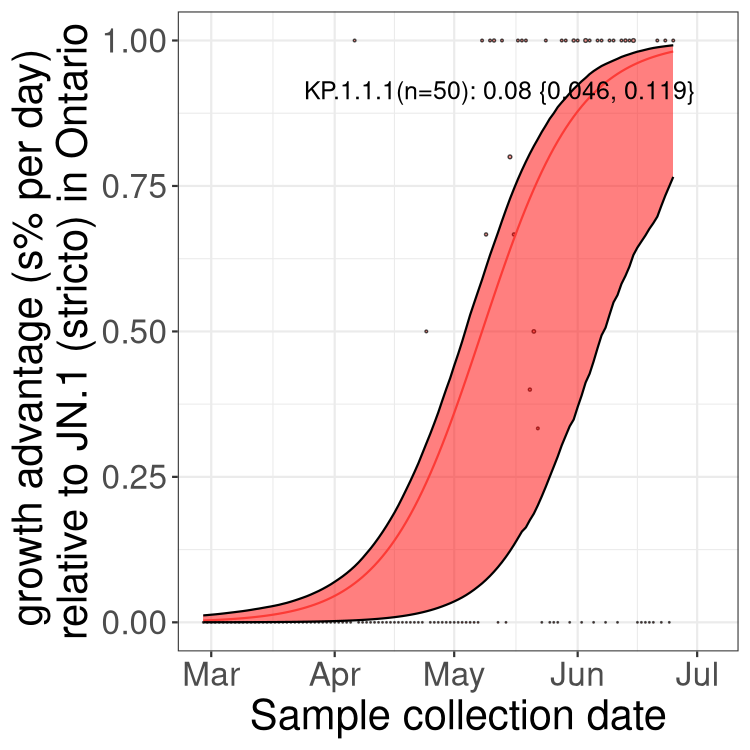 growth advantage (s% per day)
relative to JN.1 (stricto) in Ontario
1.00
0.75
0.50
0.25
0.00
KP.1.1.1(n=50): 0.08 {0.046, 0.119}
Mar Apr May Jun Jul
Sample collection date